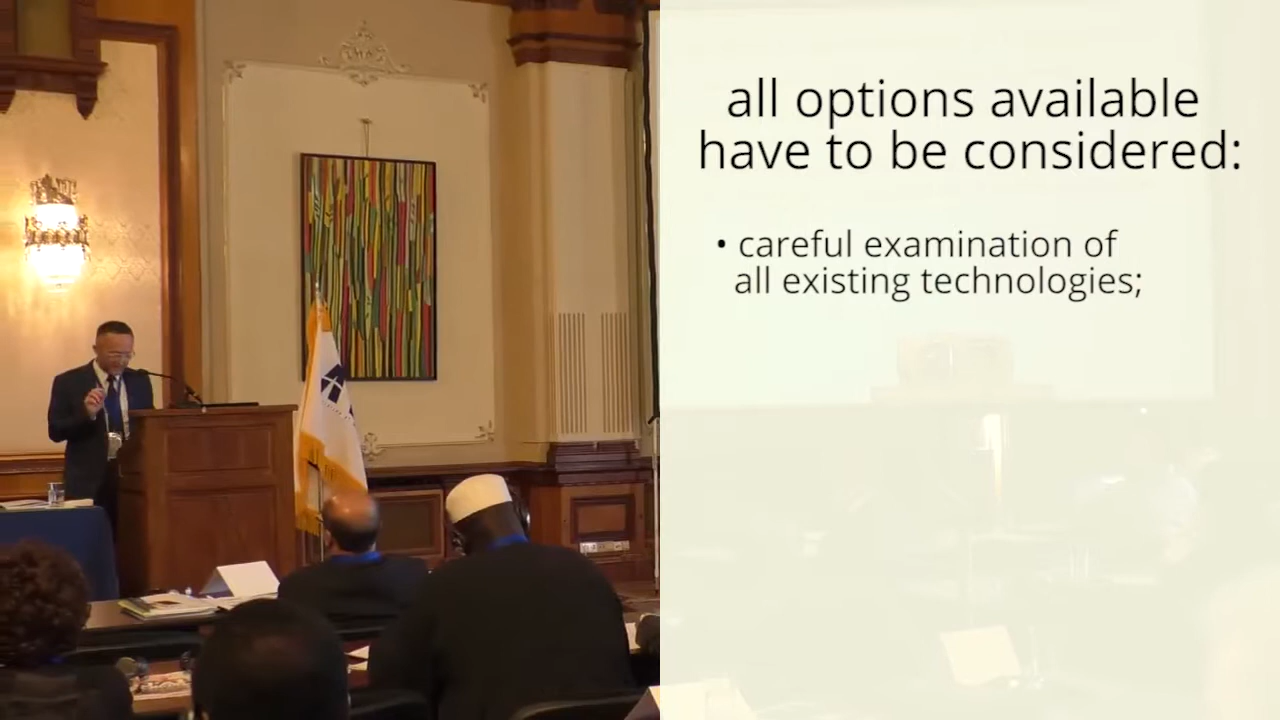 all options available
have to be considered:
• careful examination of
all existing technologies;